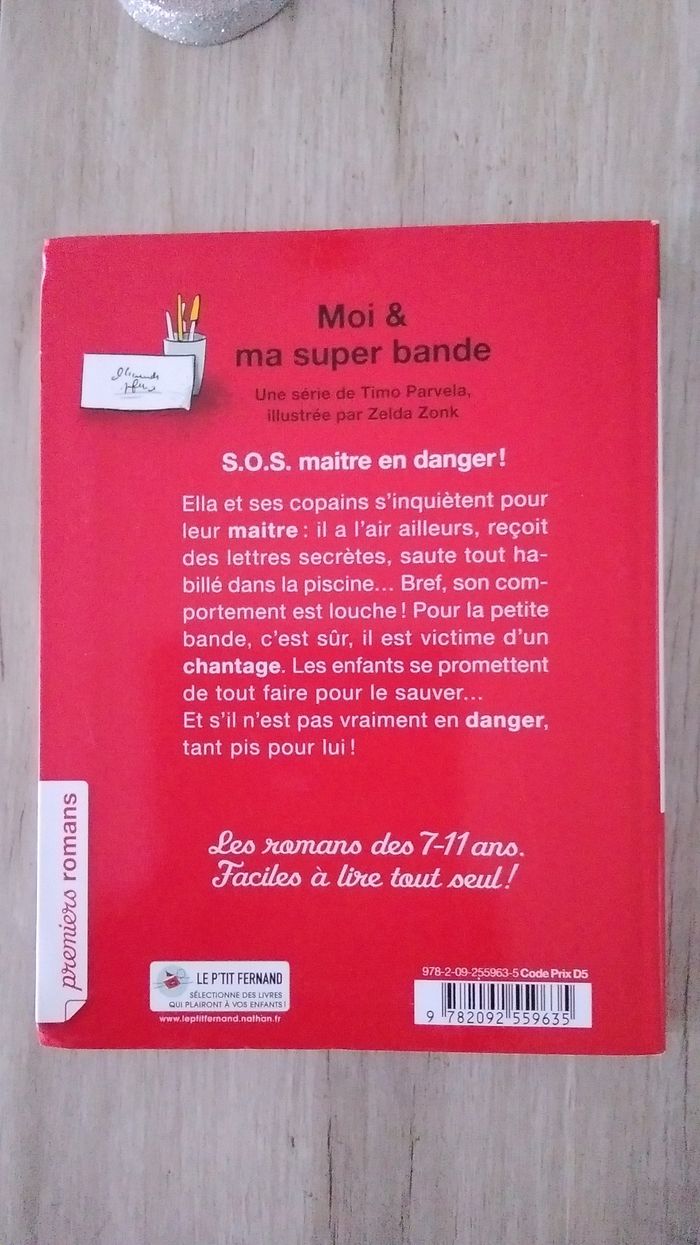 Moi &
ma super bande
Une série de Timo Parvela,
illustrée par Zelda Zonk
S.O.S. maitre en danger !
Ella et ses copains s'inquiètent pour
leur maitre : il a l'air ailleurs, reçoit
des lettres secrètes, saute tout ha-
billé dans la piscine... Bref, son com-
portement est louche ! Pour la petite
bande, c'est sûr, il est victime d'un
chantage. Les enfants se promettent
de tout faire pour le sauver...
Et s'il n'est pas vraiment en danger,
tant pis pour lui !
Les romans des 7-11 ans.
Faciles à lire tout seul !
premiers romans
LE P'TIT FERNAND
SÉLECTIONNE DES LIVRES
QUI PLAIRONT À VOS ENFANTS !
www.leptitfernand.nathan.fr
978-2-09-255963-5 Code Prix D5
9 782092 559635